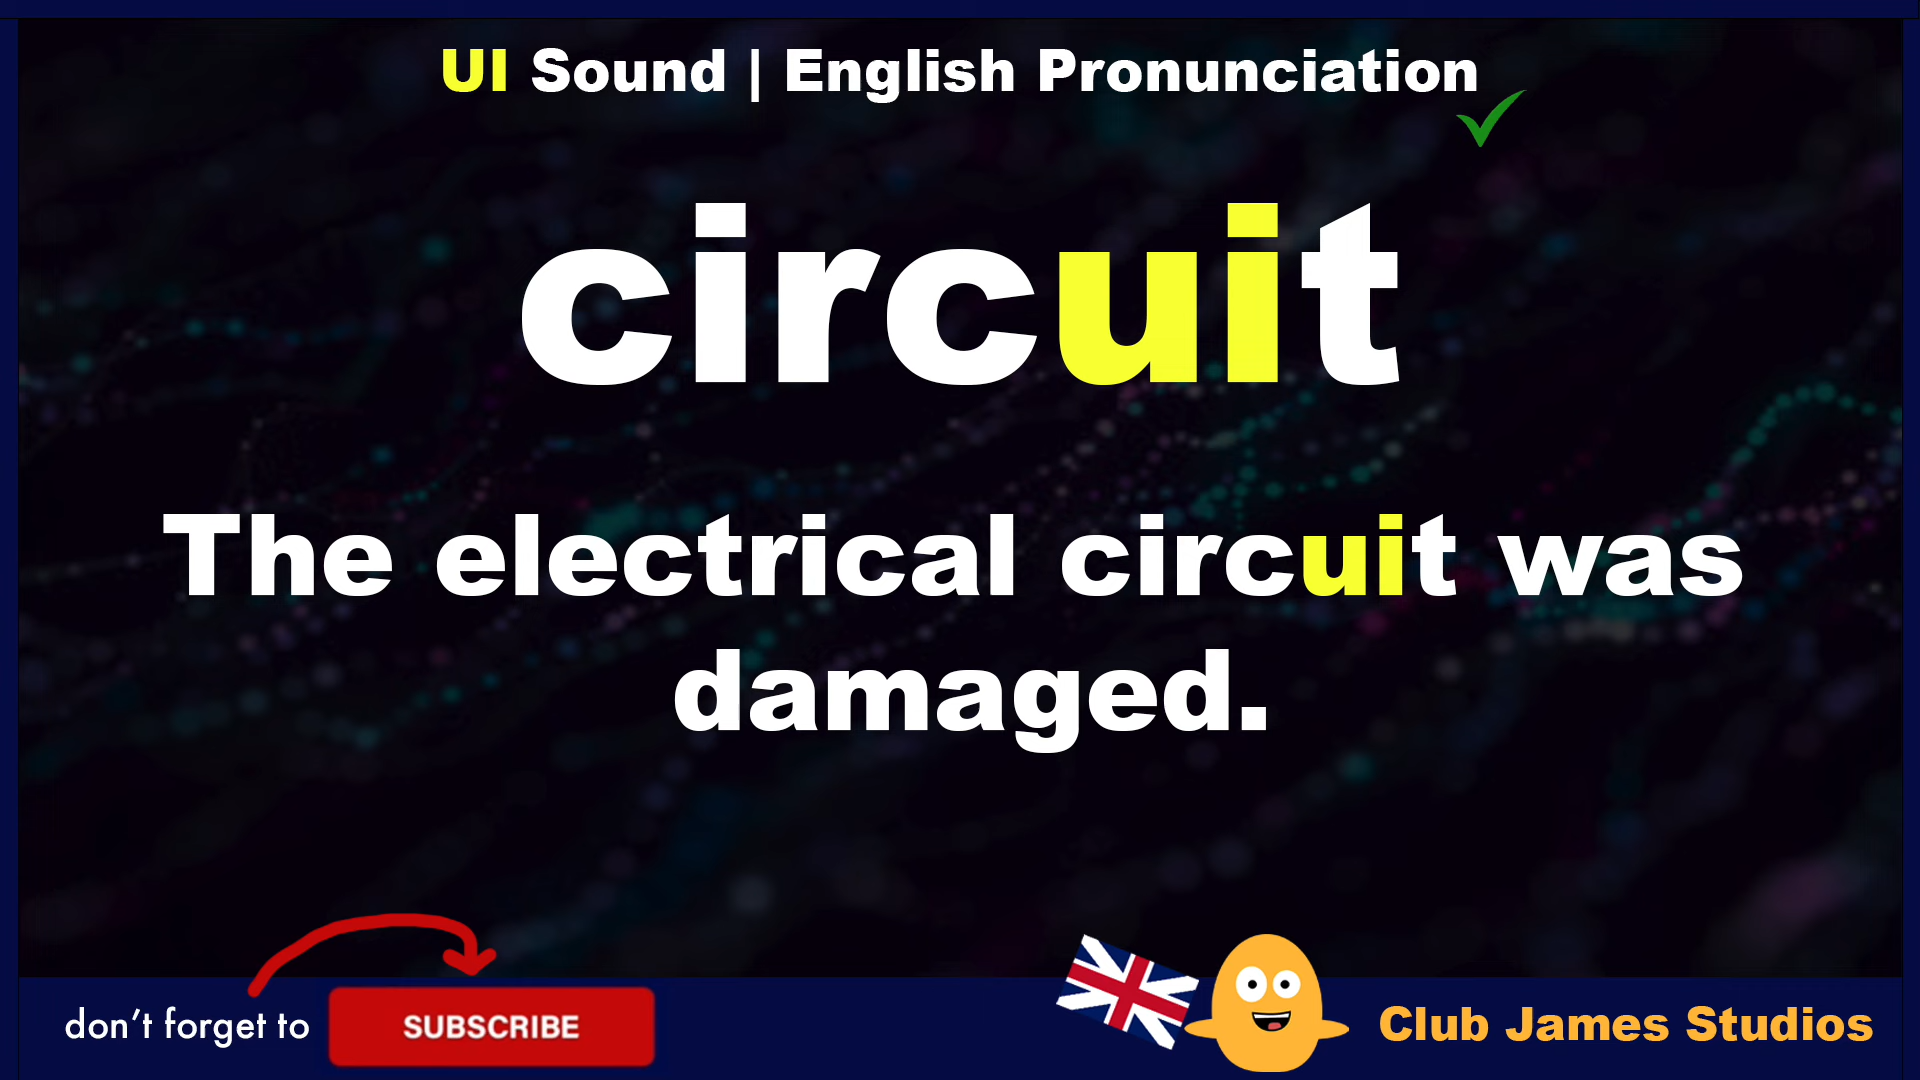 UI Sound | English Pronunciation
circuit
The electrical circuit was
damaged.
don't forget to
SUBSCRIBE
Club James Studios